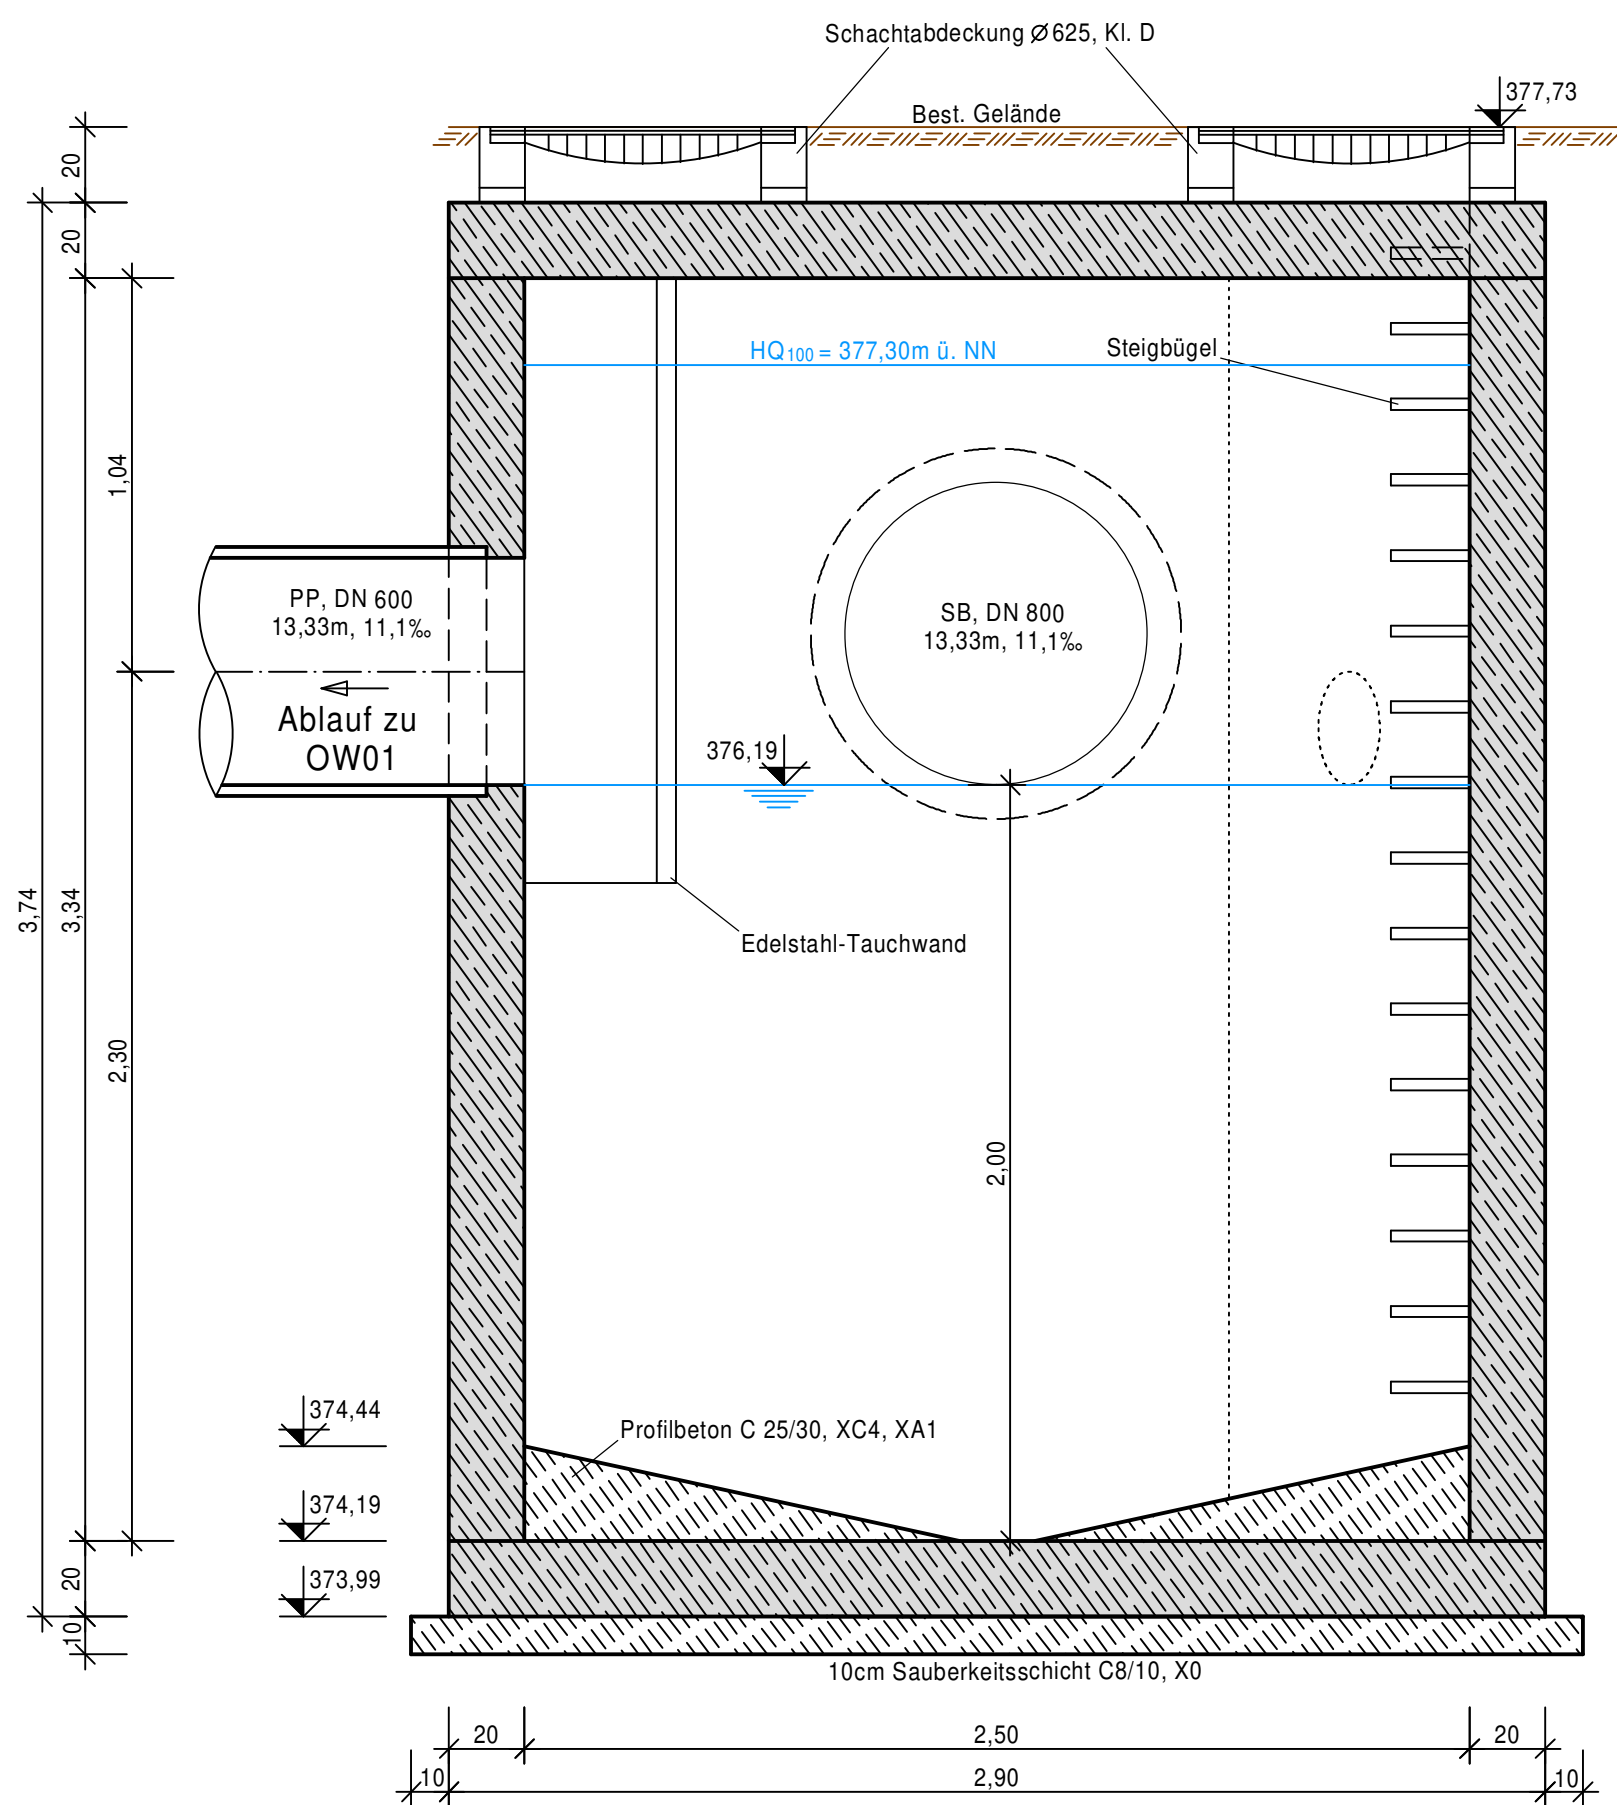 Schachtabdeckung Ø625, Kl. D
377,73
Best. Gelände
20
20
HQ100 = 377,30m ü. NN
Steigbügel
1,04
PP, DN 600
13,33m, 11,1‰
SB, DN 800
13,33m, 11,1‰
Ablauf zu
OW01
376,19
3,74
3,34
Edelstahl-Tauchwand
2,30
2,00
374,44
Profilbeton C 25/30, XC4, XA1
374,19
20
373,99
10
10cm Sauberkeitsschicht C8/10, X0
20
2,50
20
10
2,90
10